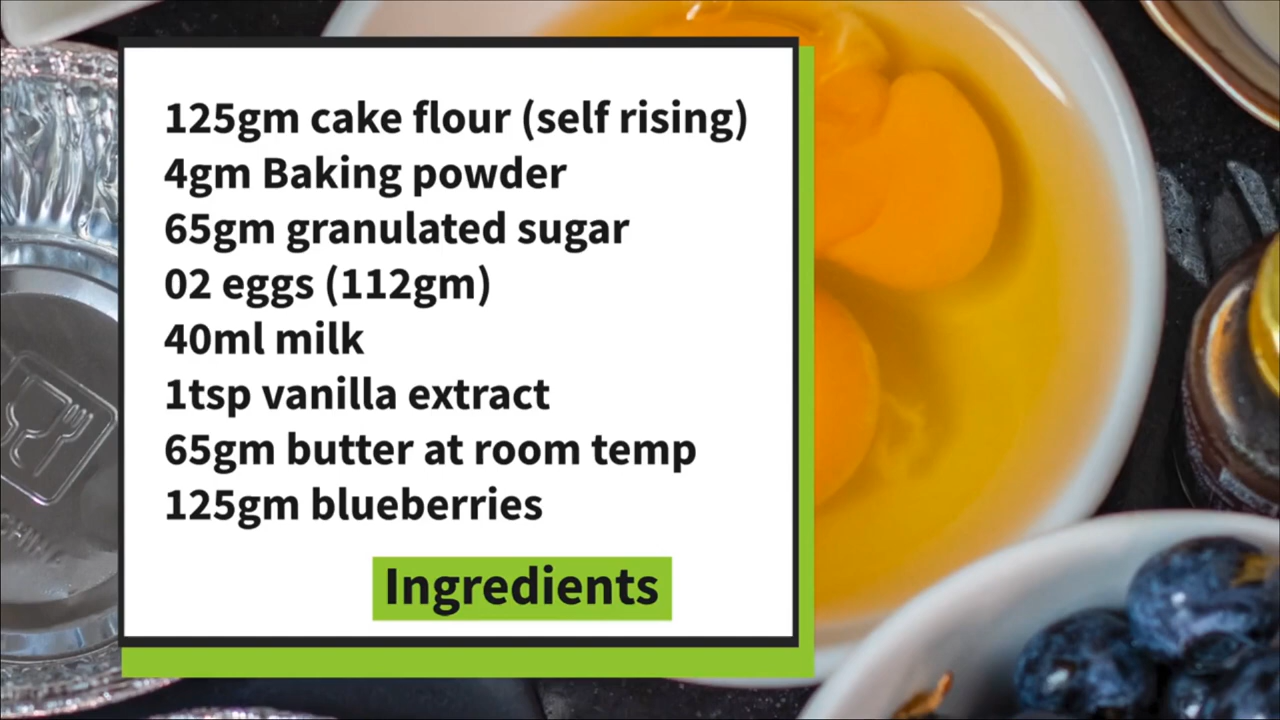 125gm cake flour (self rising)
4gm Baking powder
65gm granulated sugar
02 eggs (112gm)
40ml milk
1tsp vanilla extract
65gm butter at room temp
125gm blueberries
Ingredients